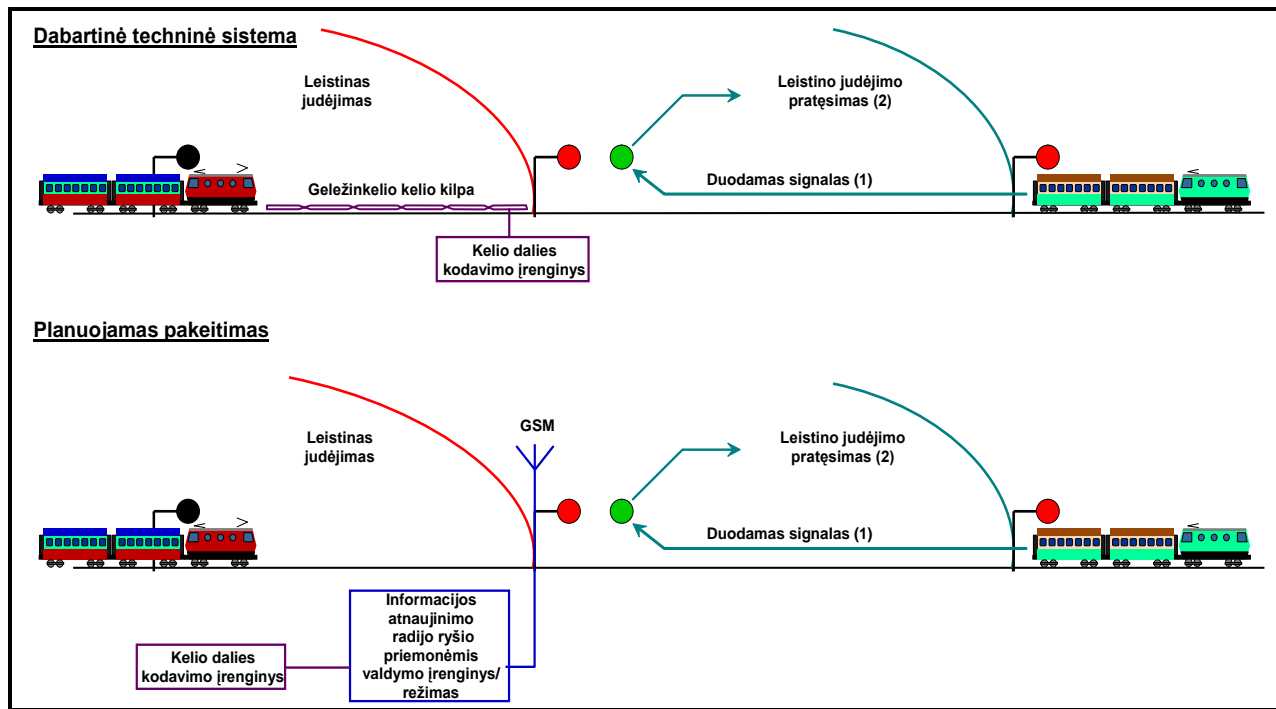 Dabartinė techninė sistema
Leistinas
judėjimas
Leistino judėjimo
pratęsimas (2)
Geležinkelio kelio kilpa
Duodamas signalas (1)
Kelio dalies
kodavimo įrenginys
Planuojamas pakeitimas
GSM
Leistinas
judėjimas
Leistino judėjimo
pratęsimas (2)
Duodamas signalas (1)
Informacijos
atnaujinimo
radijo ryšio
priemonėmis
valdymo įrenginys/
režimas
Kelio dalies
kodavimo įrenginys